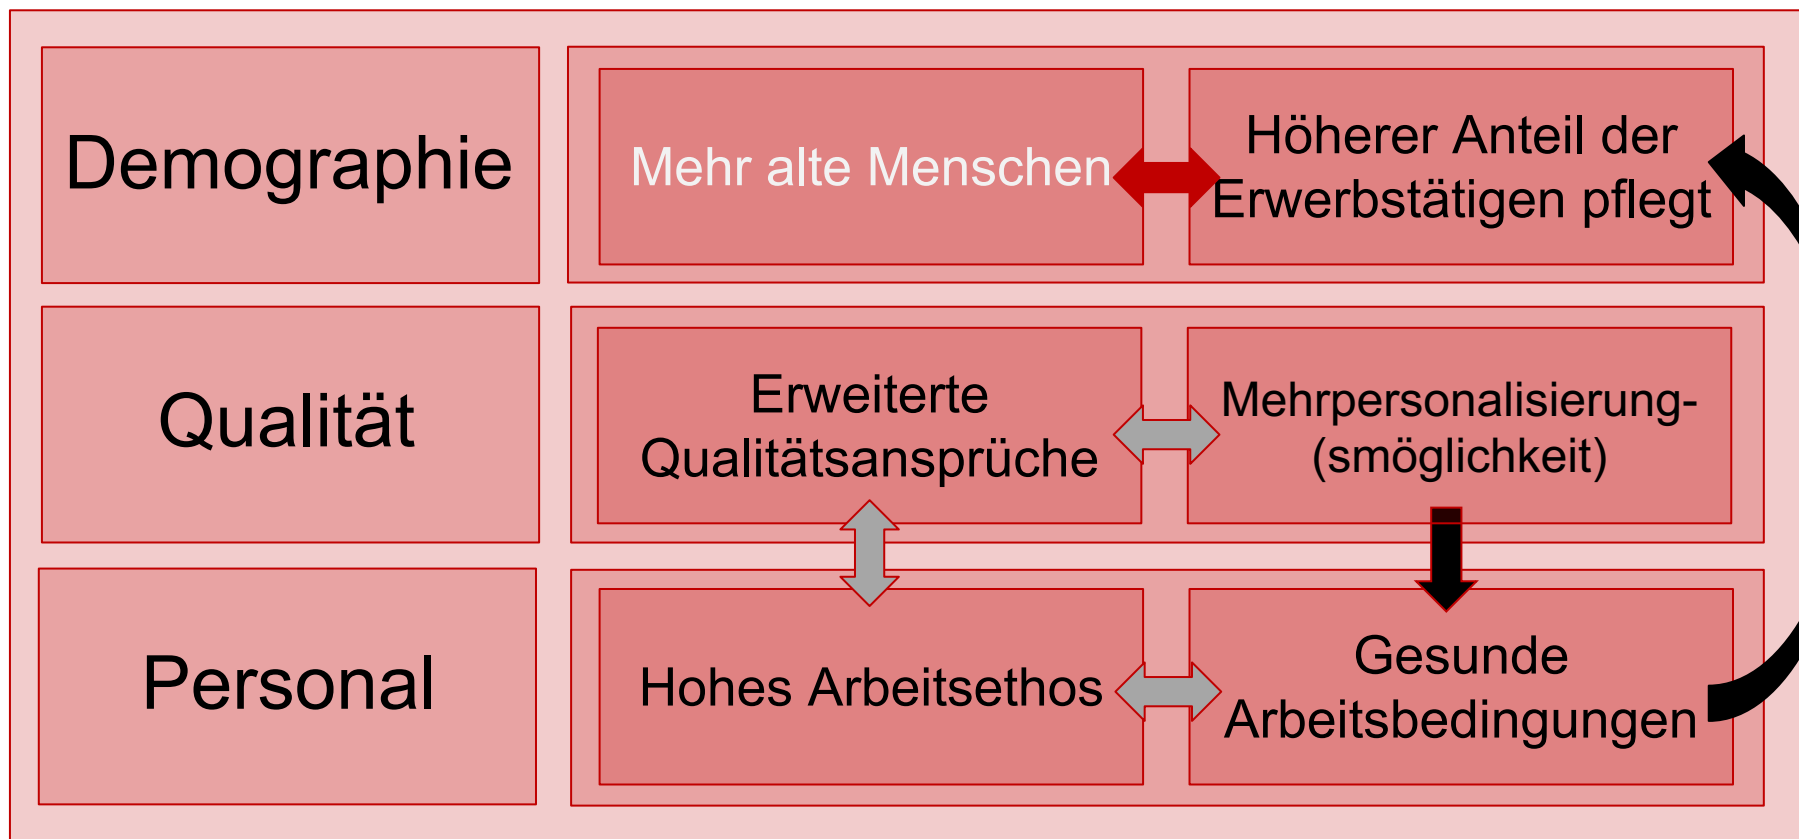 Demographie
Mehr alte Menschen
Höherer Anteil der
Erwerbstätigen pflegt
Qualität
Erweiterte
Qualitätsansprüche
Mehrpersonalisierung-
(smöglichkeit)
Personal
Hohes Arbeitsethos
Gesunde
Arbeitsbedingungen